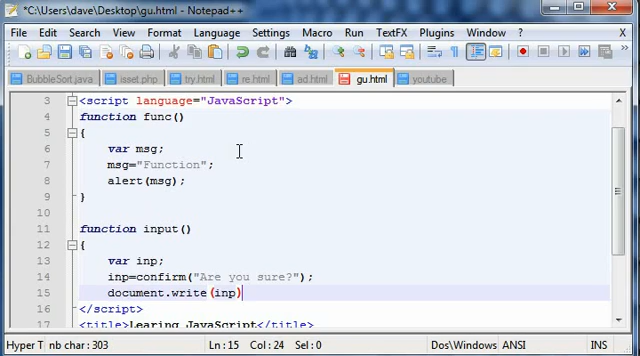 *C:\Users\dave\Desktop\gu.html - Notepad++
File Edit Search View Format Language Settings Macro Run TextFX Plugins Window ?
BubbleSort.java isset.php try.html re.html ad.html gu.html youtube
3 <script language="JavaScript">
4 function func()
5 {
6 var msg;
7 msg="Function";
8 alert(msg);
9 }
10
11 function input()
12 {
13 var inp;
14 inp=confirm("Are you sure?");
15 document.write(inp)
16 </script>
17 <title>Learing JavaScript</title>
Hyper T nb char : 303 Ln : 15 Col : 24 Sel : 0 Dos\Windows ANSI INS